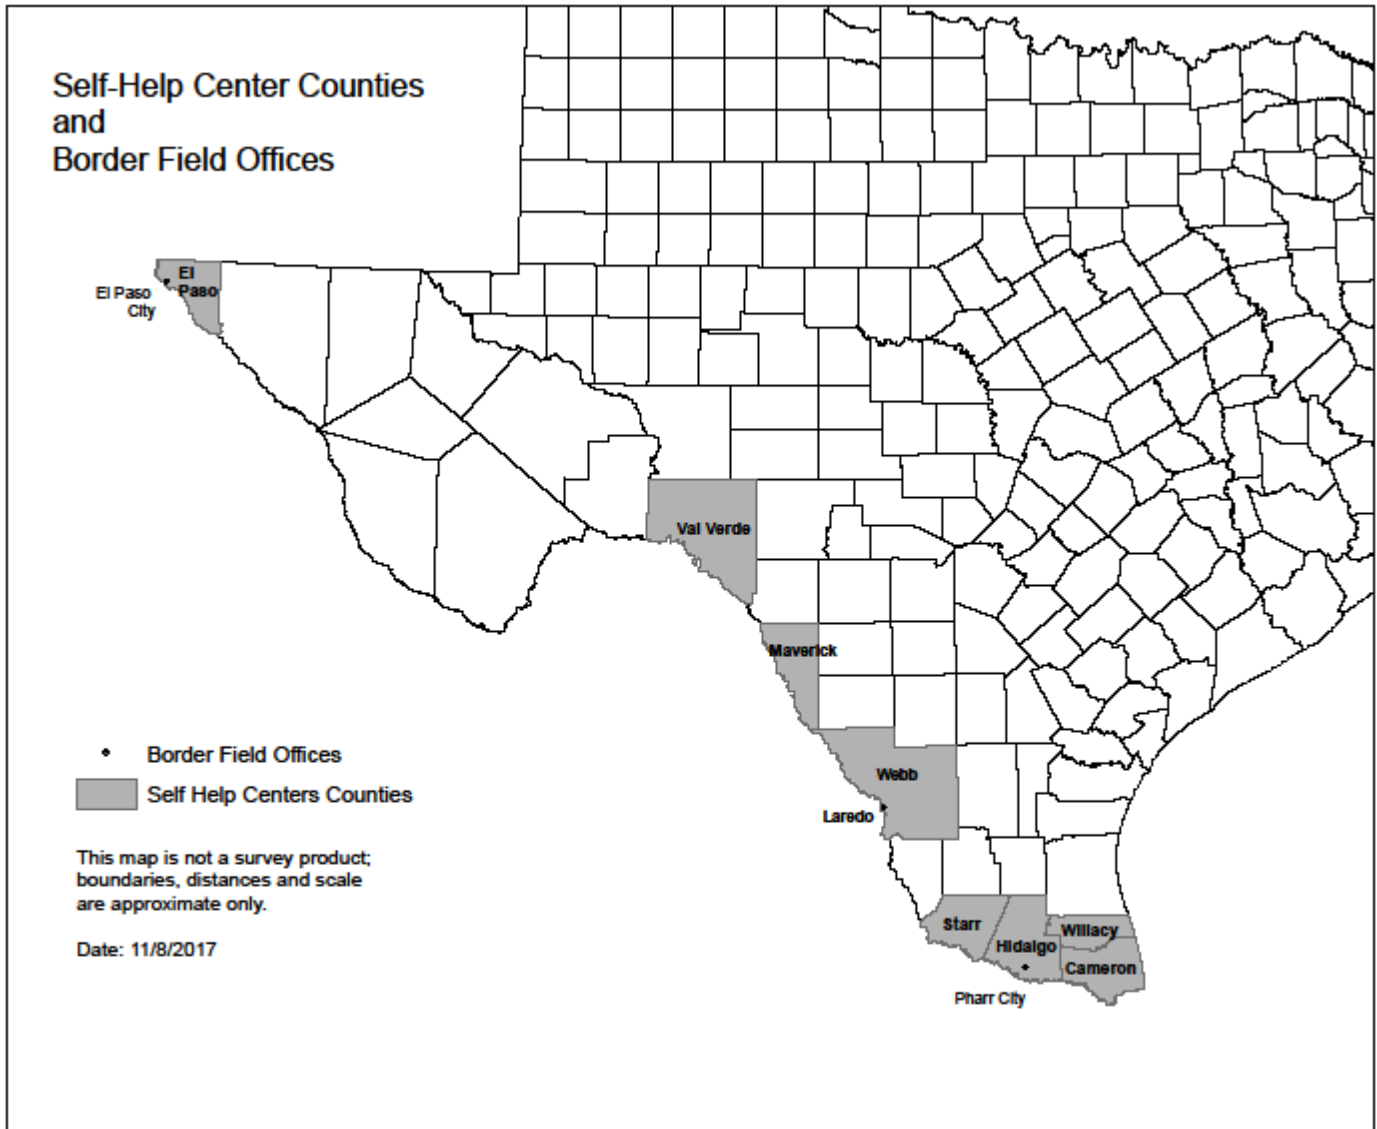 Self-Help Center Counties
and
Border Field Offices
El
Paso
El Paso
City
Val Verde
Maverick
Border Field Offices
Webb
Self Help Centers Counties
Laredo
This map is not a survey product;
boundaries, distances and scale
are approximate only.
Starr
Willacy
Hidalgo
Date: 11/8/2017
Cameron
Pharr City